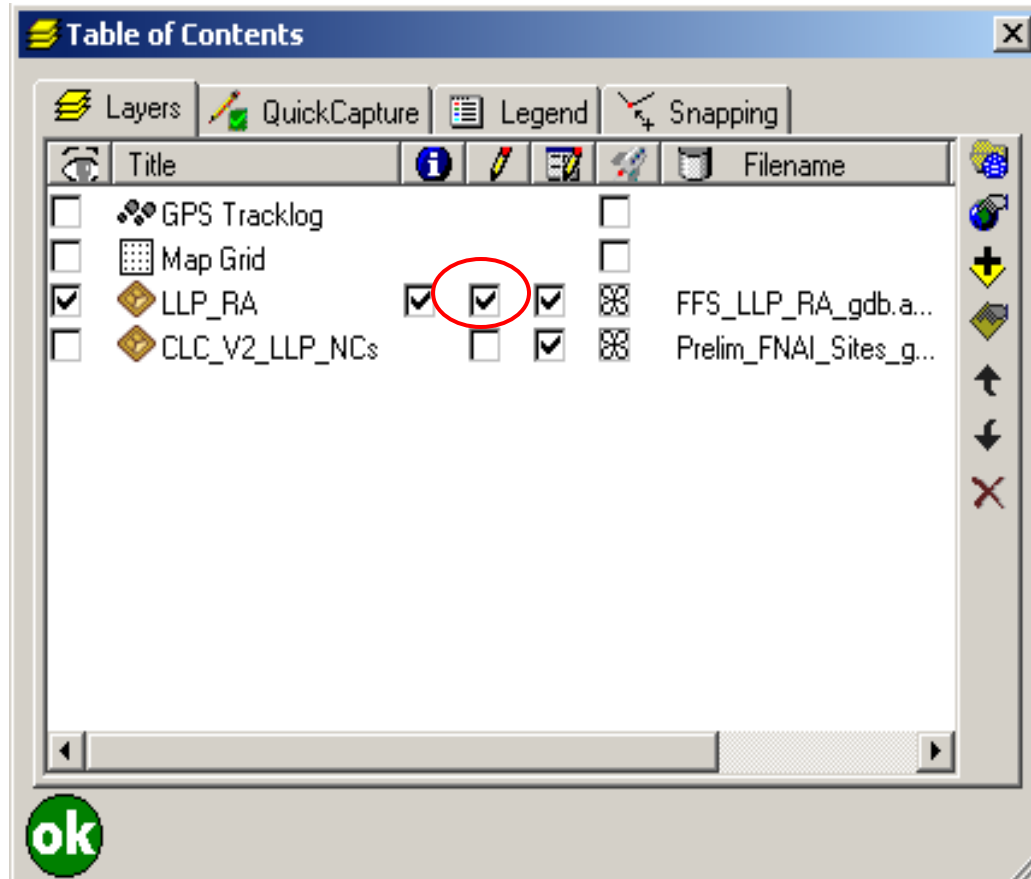 Table of Contents
Layers QuickCapture Legend Snapping
Title Filename
GPS Tracklog
Map Grid
LLP_RA FFS_LLP_RA_gdb.a...
CLC_V2_LLP_NCs Prelim_FNAI_Sites_g...
ok